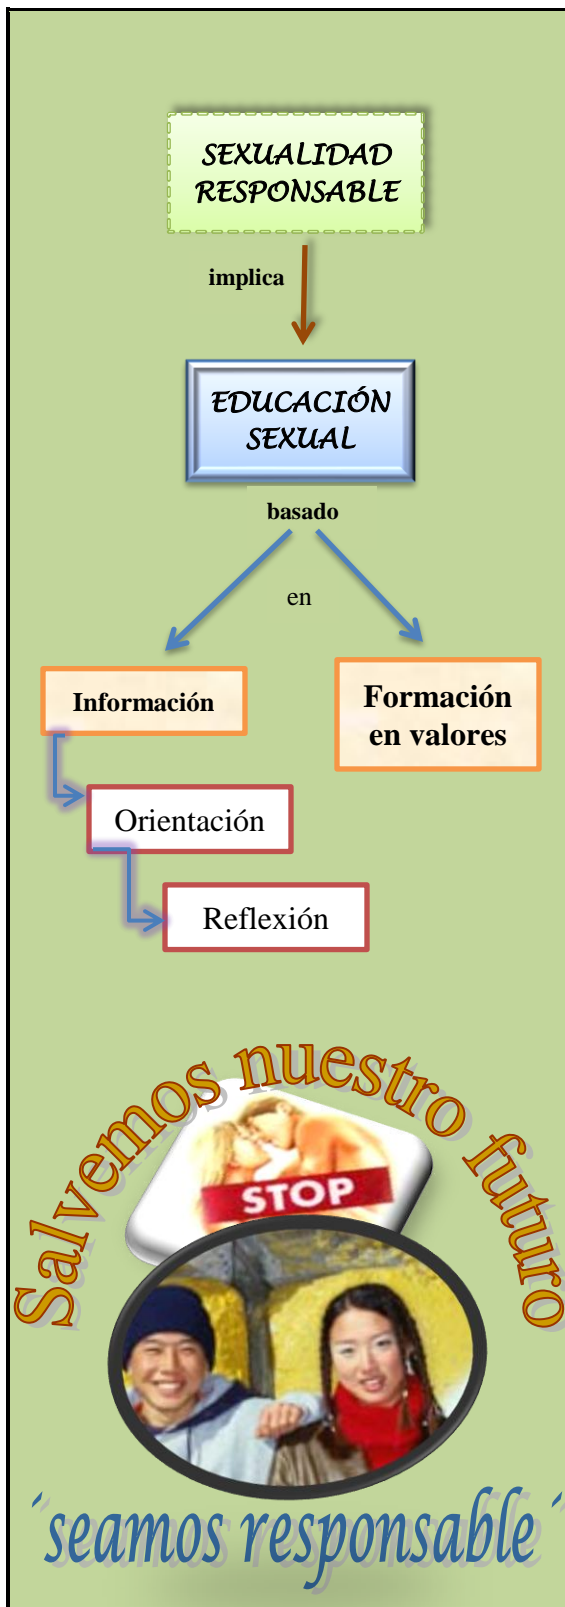 SEXUALIDAD
RESPONSABLE
implica
EDUCACIÓN
SEXUAL
basado
en
Información
Formación
en valores
Orientación
Reflexión
Salvemos nuestro futuro
STOP
´seamos responsable´